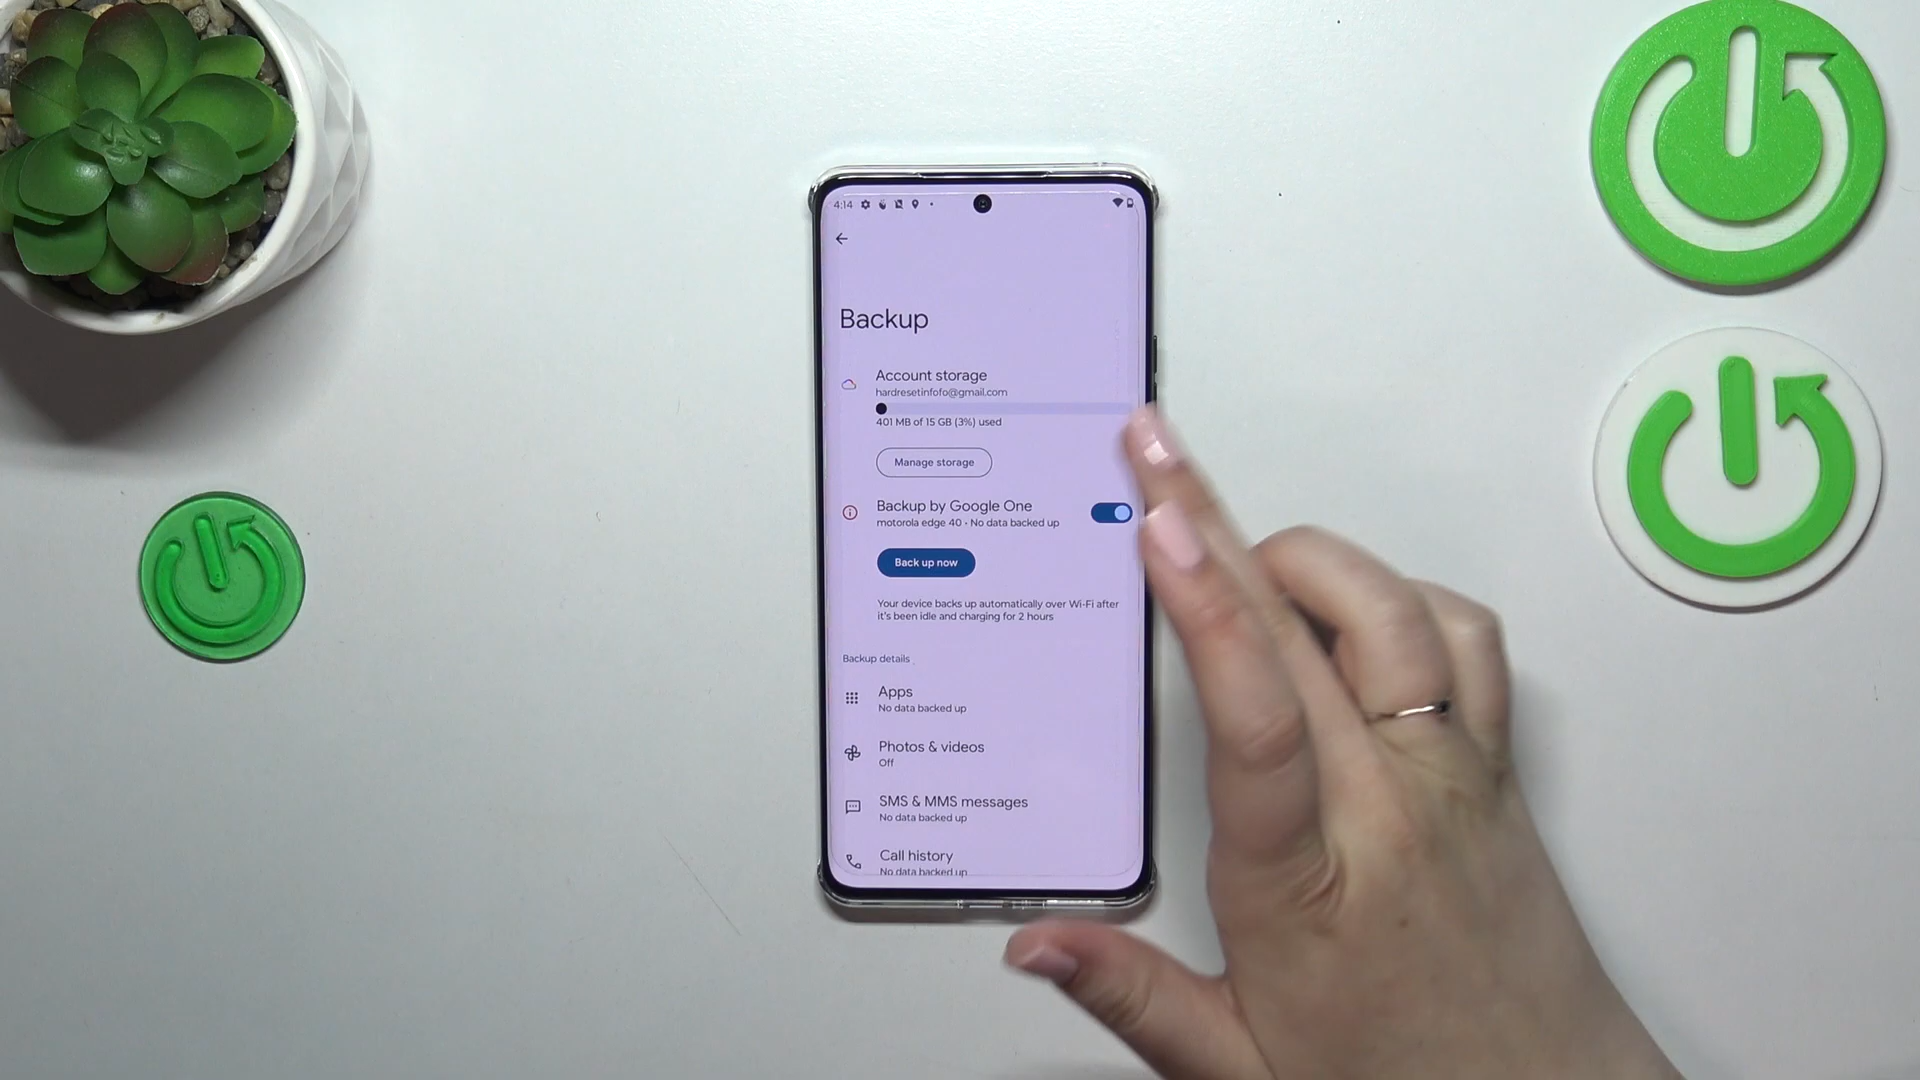 4:14
Backup
Account storage
hardresetinfofo@gmail.com
401 MB of 15 GB (3%) used
Manage storage
Backup by Google One
motorola edge 40 • No data backed up
Back up now
Your device backs up automatically over Wi-Fi after
it's been idle and charging for 2 hours
Backup details
Apps
No data backed up
Photos & videos
Off
SMS & MMS messages
No data backed up
Call history
No data backed up